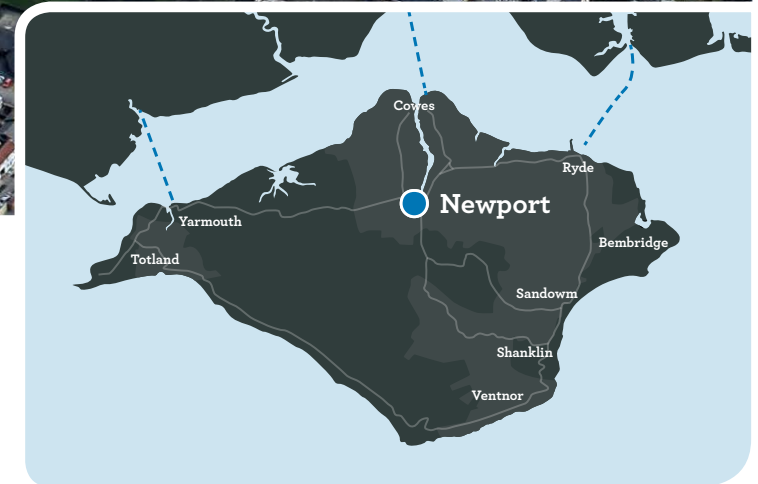 Cowes
Ryde
Newport
Yarmouth
Bembridge
Totland
Sandowm
Shanklin
Ventnor